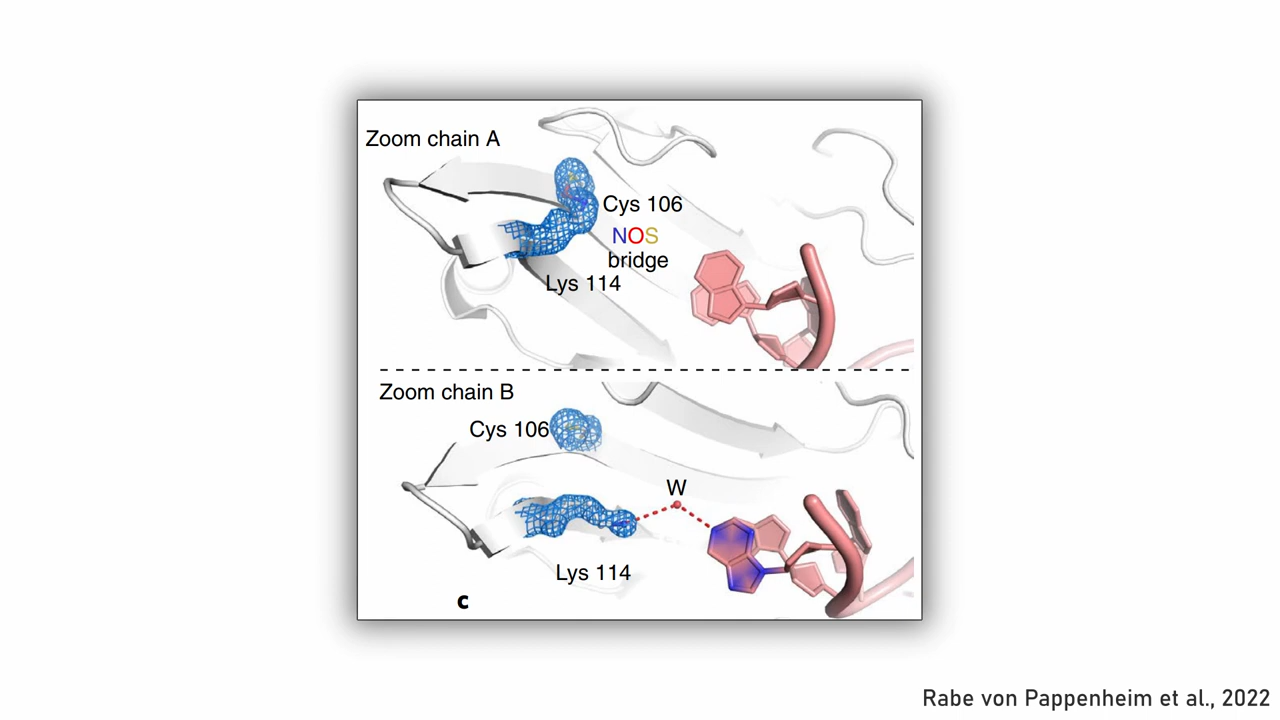 Zoom chain A
Cys 106
NOS
bridge
Lys 114
Zoom chain B
Cys 106
W
Lys 114
c
Rabe von Pappenheim et al., 2022